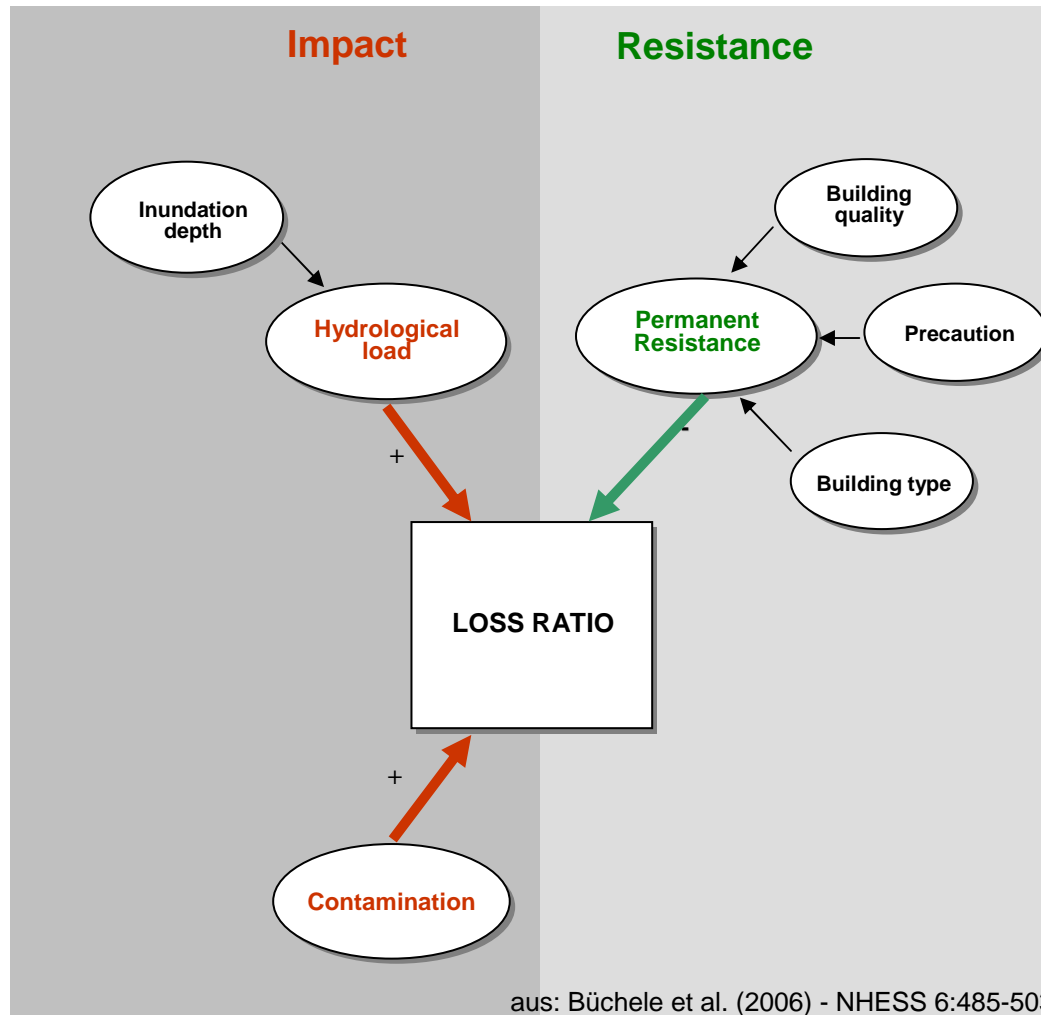 Impact
Resistance
Inundation
depth
Building
quality
Hydrological
load
Permanent
Resistance
Precaution
+
-
Building type
LOSS RATIO
+
Contamination
aus: Büchele et al. (2006) - NHESS 6:485-503